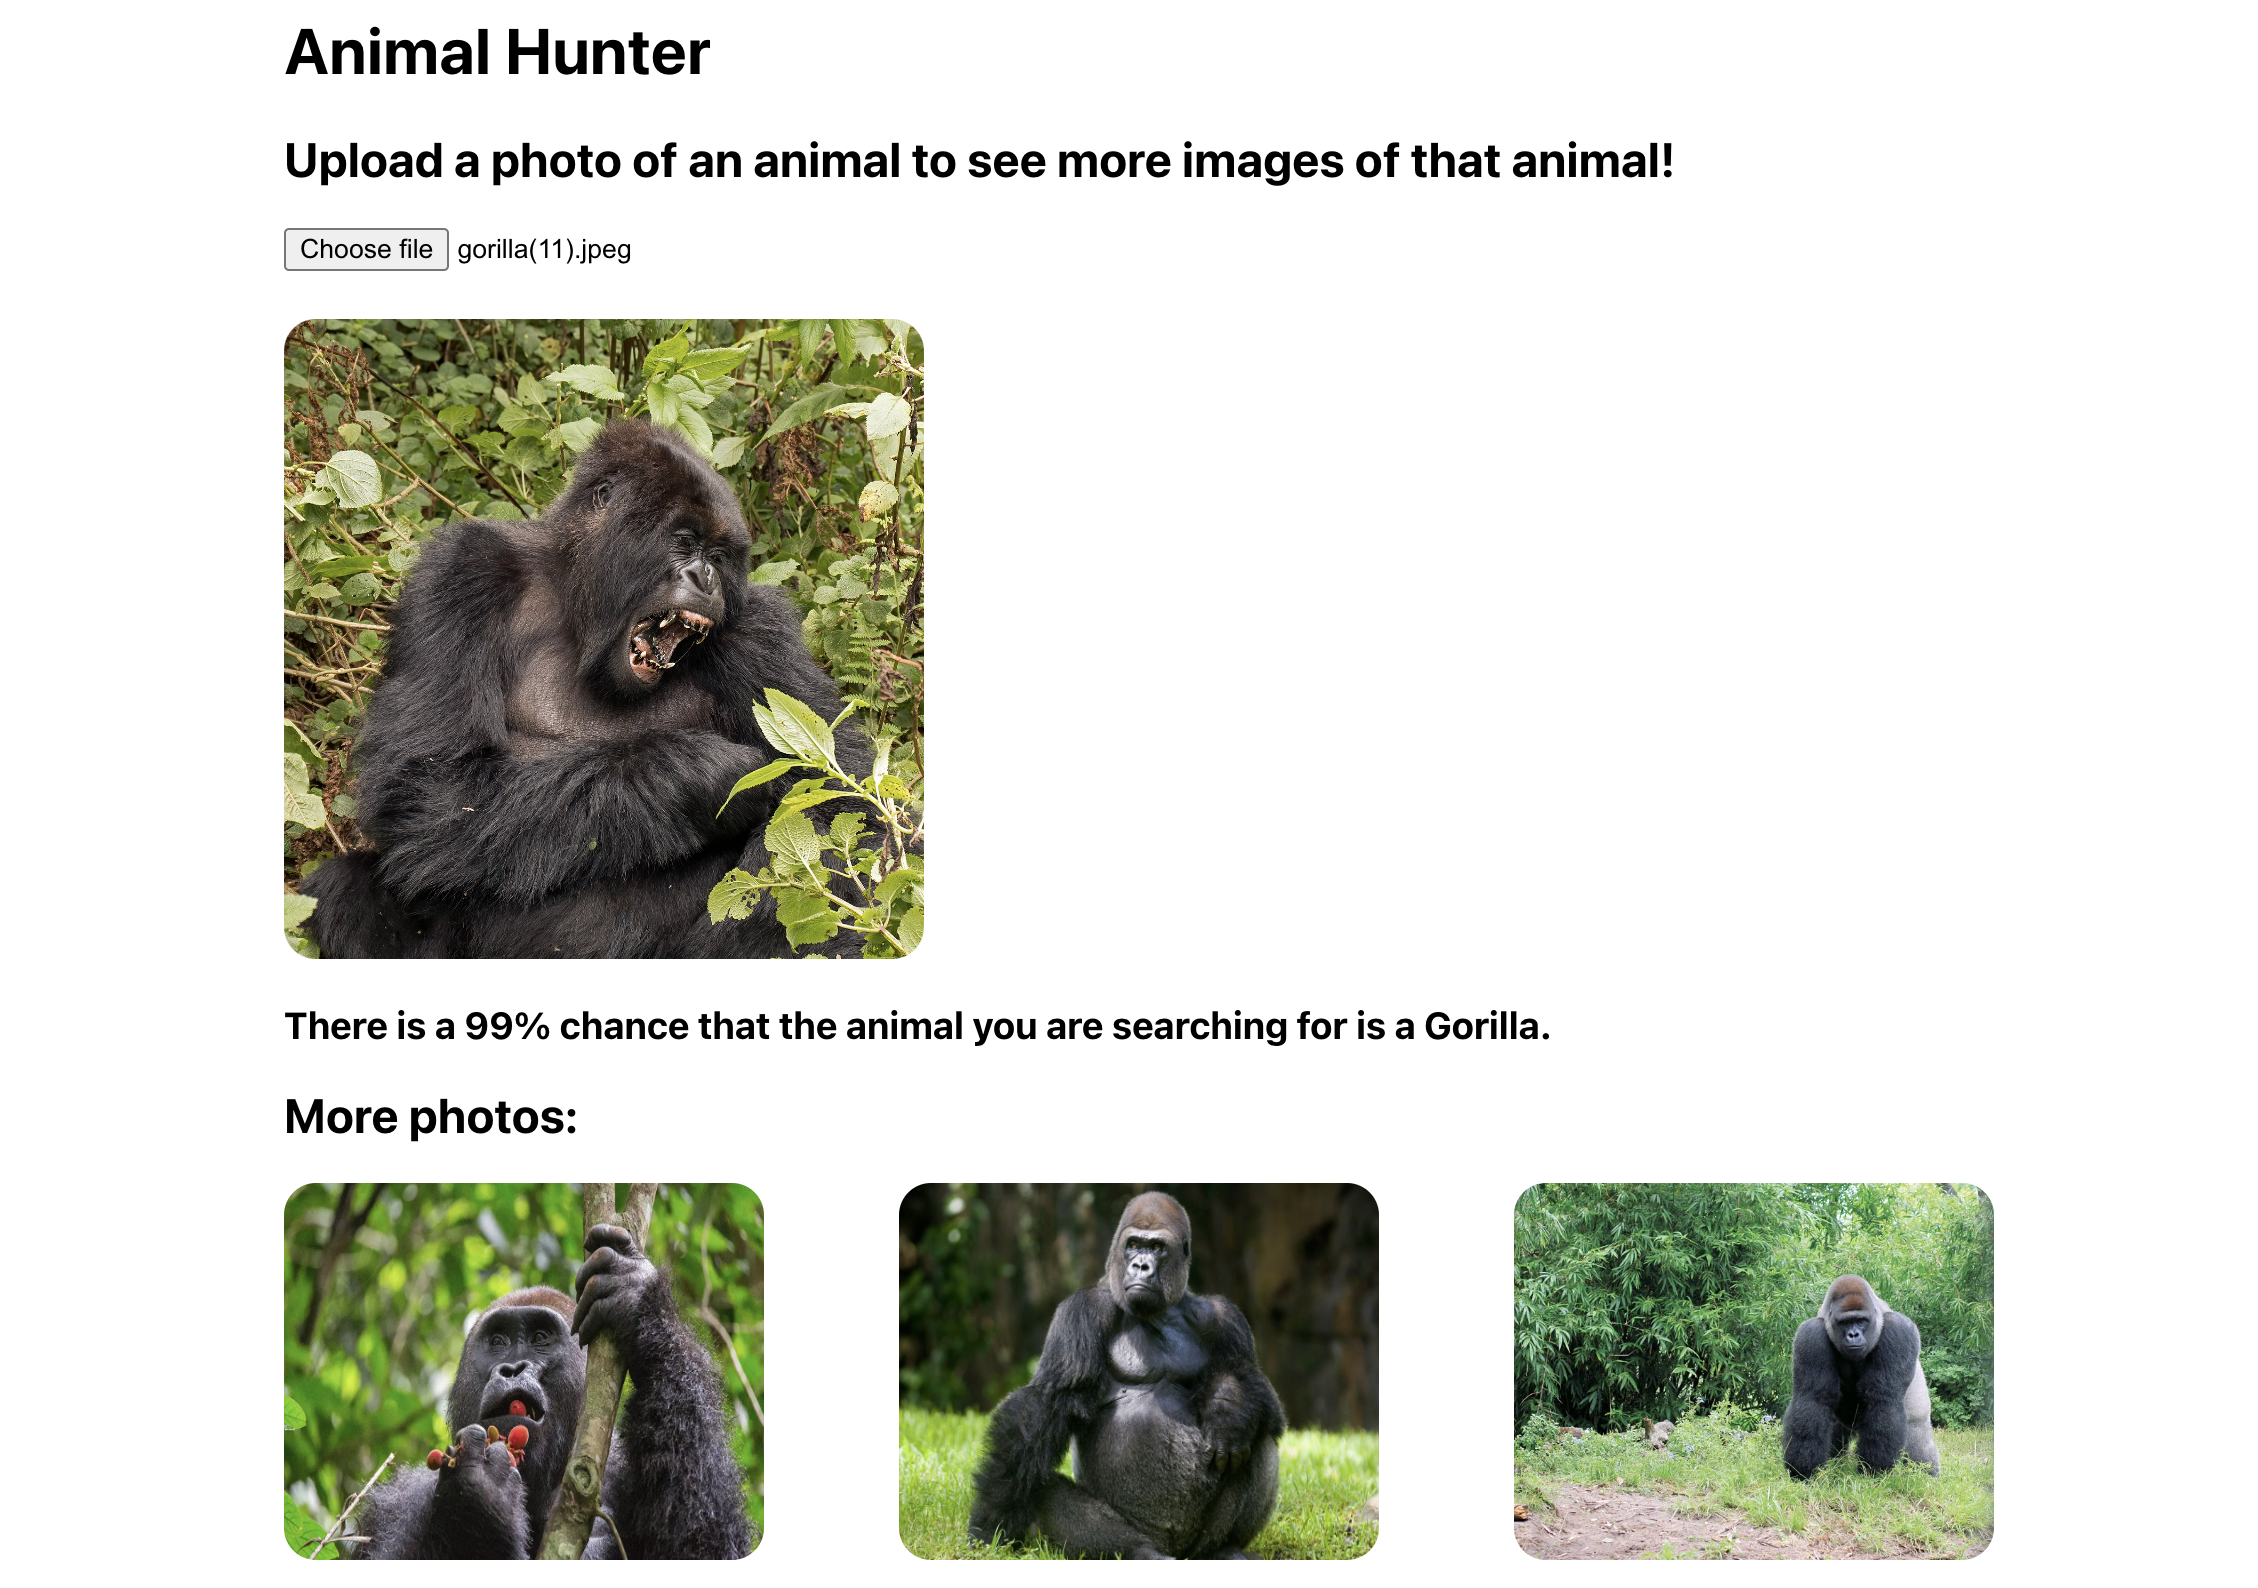 Animal Hunter
Upload a photo of an animal to see more images of that animal!
Choose file gorilla(11).jpeg
There is a 99% chance that the animal you are searching for is a Gorilla.
More photos: